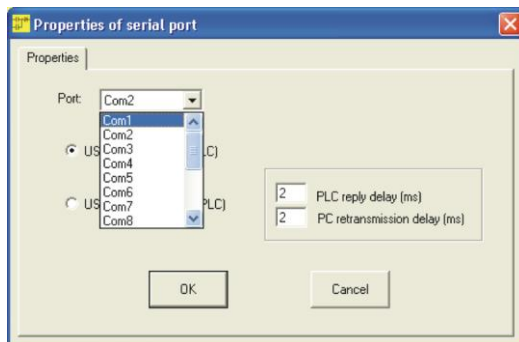 Properties of serial port
Properties
Port:
Com2
Com1
Com2
Com3
Com4
Com5
Com6
Com7
Com8
US LC)
US PLC)
2 PLC reply delay (ms)
2 PC retransmission delay (ms)
OK
Cancel